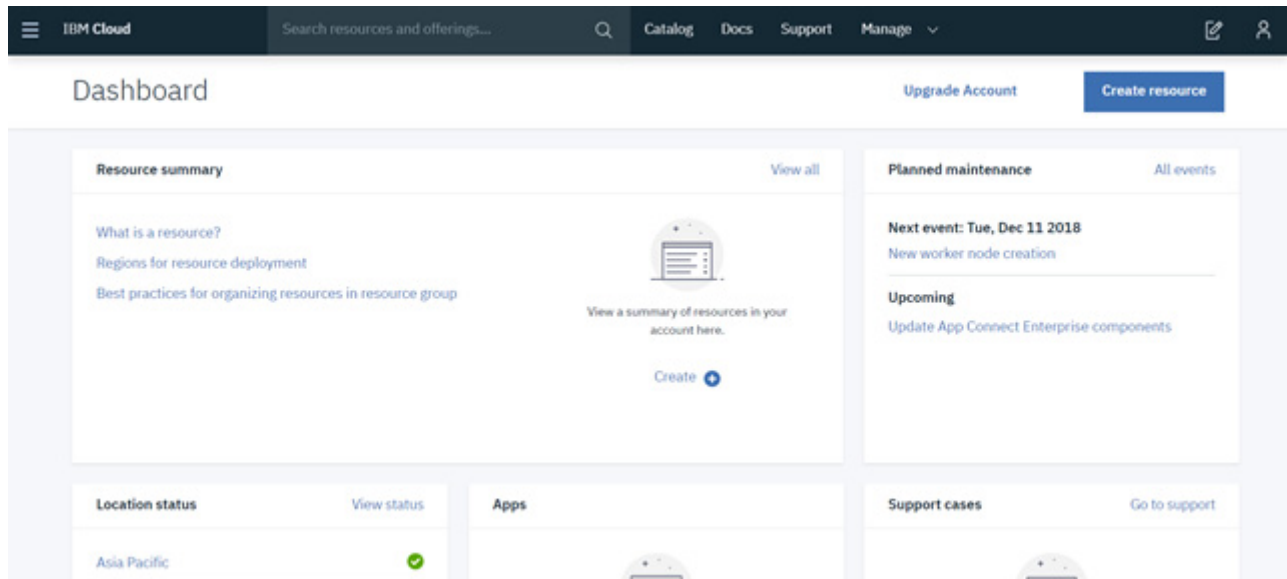 IBM Cloud
Search resources and offerings...
Catalog
Docs
Support
Manage
Dashboard
Upgrade Account
Create resource
Resource summary
View all
What is a resource?
Regions for resource deployment
Best practices for organizing resources in resource group
View a summary of resources in your
account here.
Create
Planned maintenance
All events
Next event: Tue, Dec 11 2018
New worker node creation
Upcoming
Update App Connect Enterprise components
Location status
View status
Asia Pacific
Apps
Support cases
Go to support